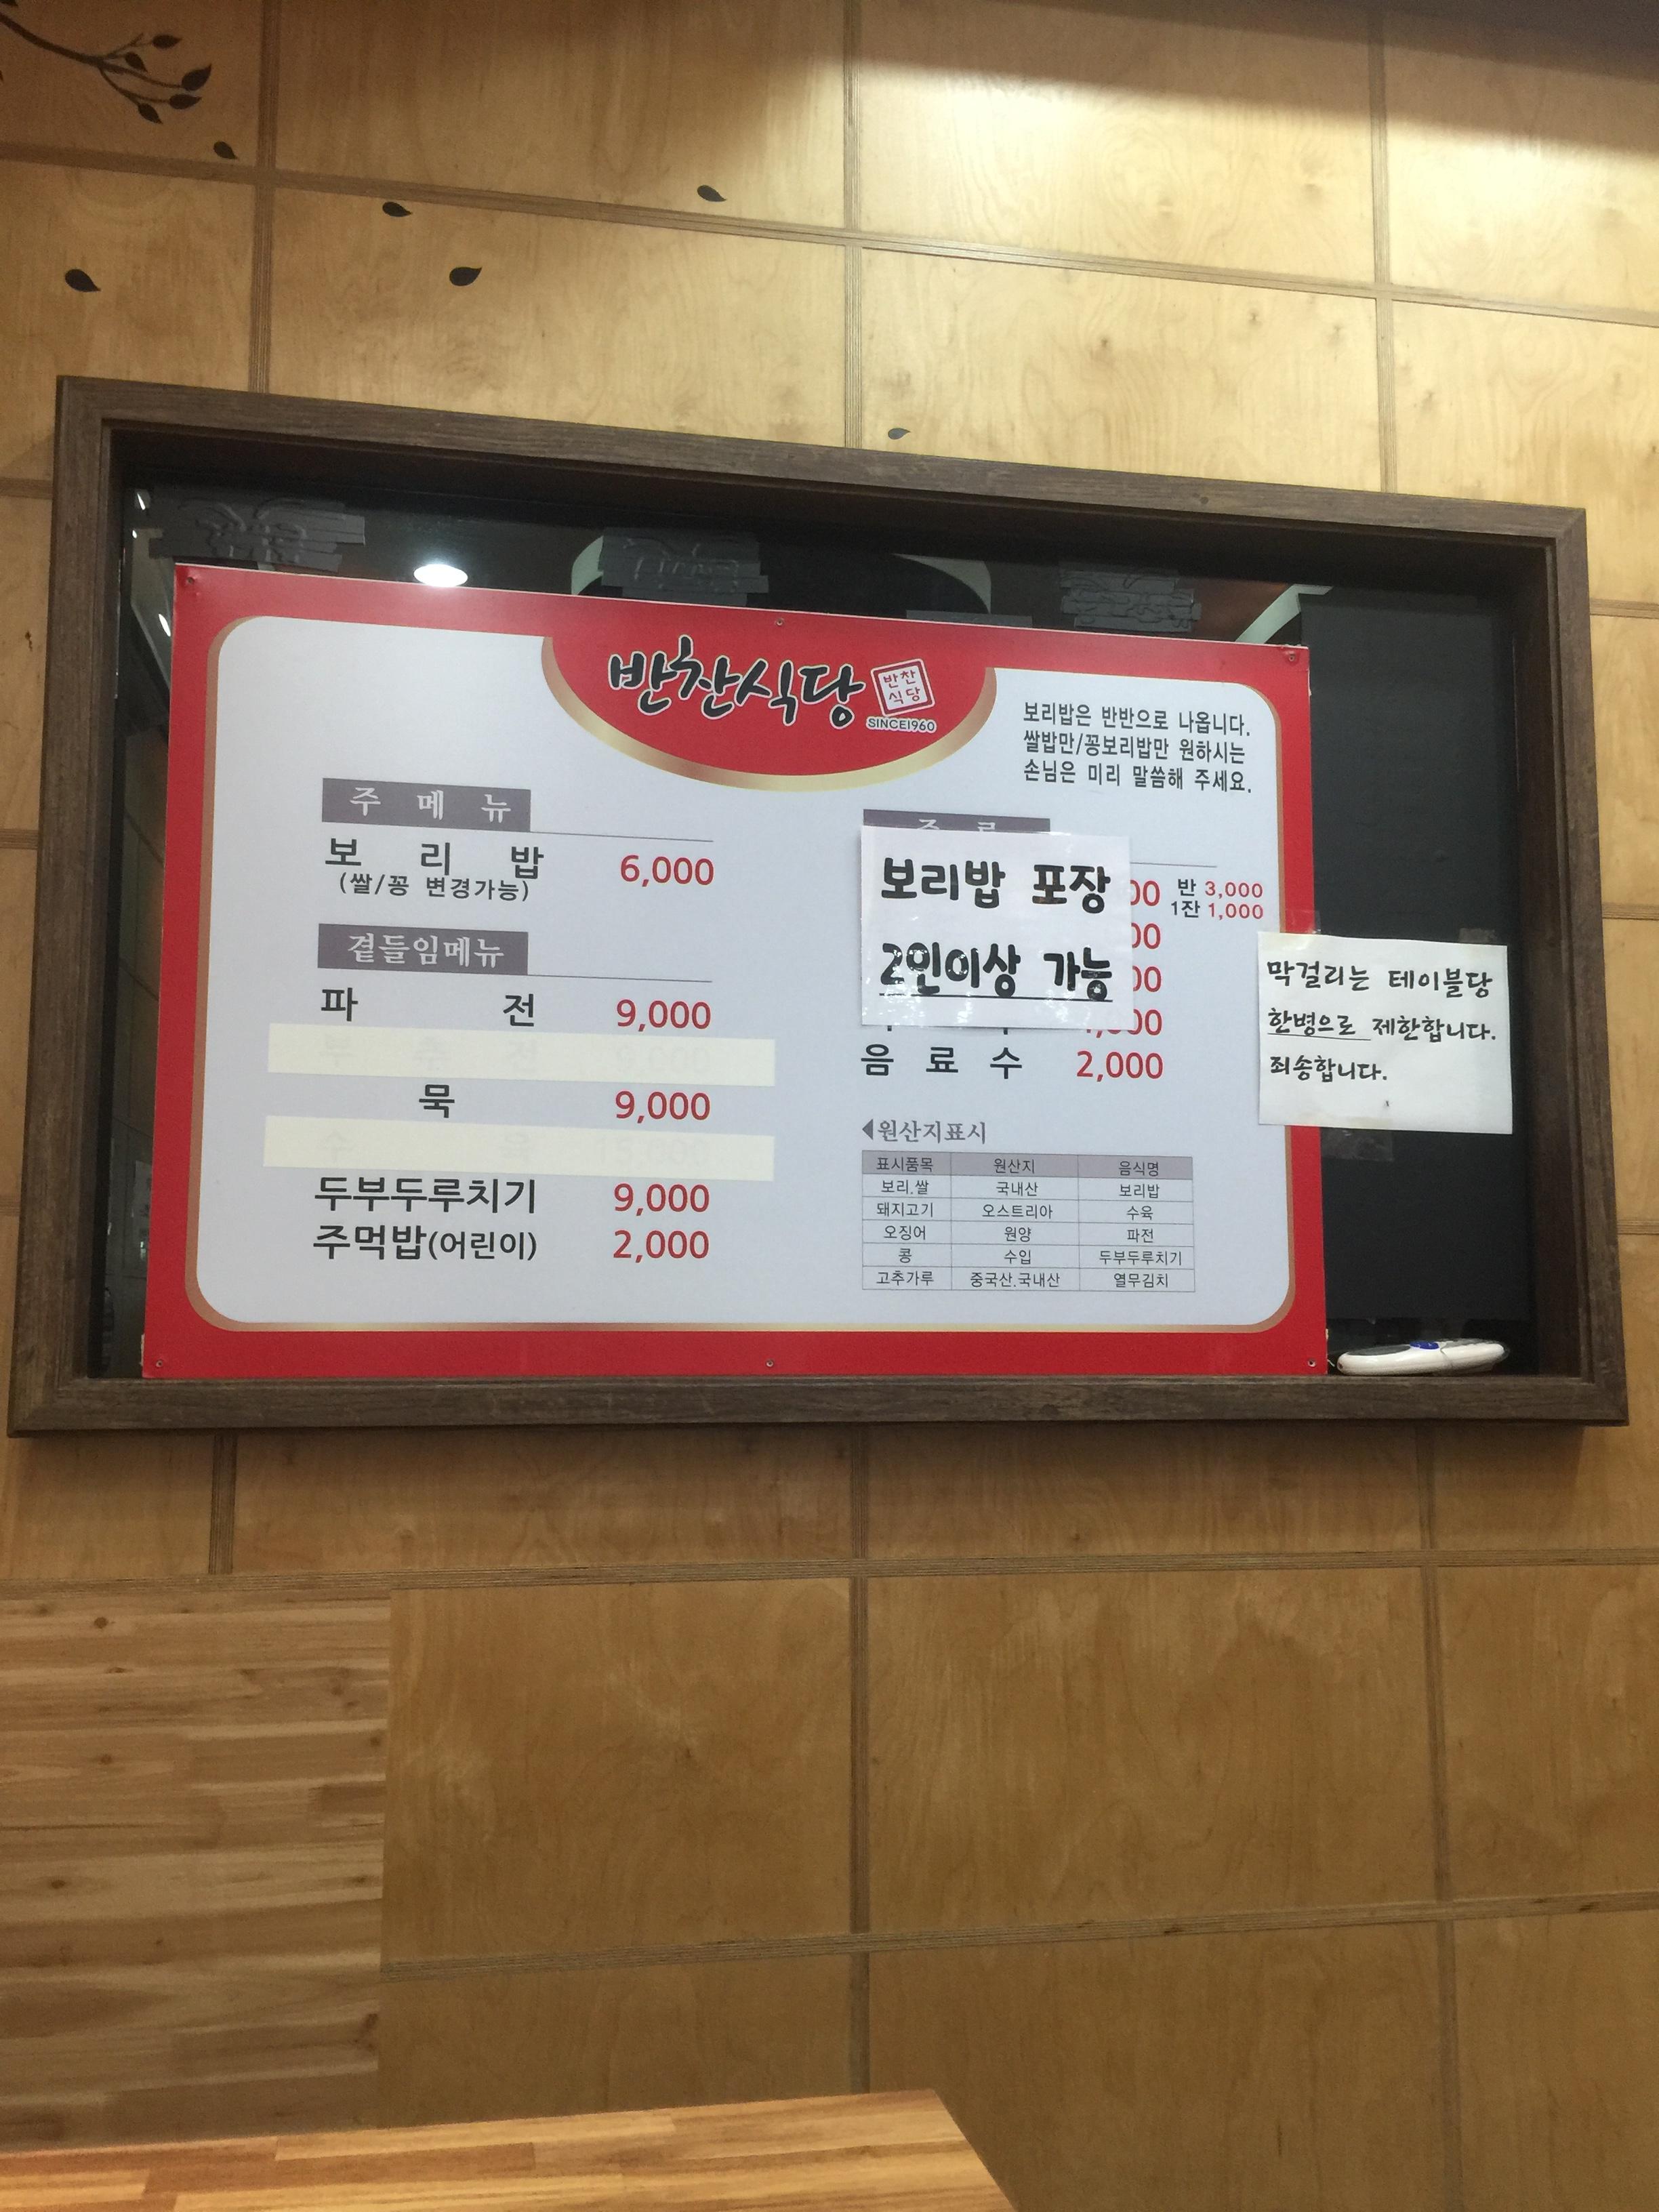 반찬식당
반찬
식당
SINCE1960
보리밥은 반반으로 나옵니다.
쌀밥만/꽁보리밥만 원하시는
손님은 미리 말씀해 주세요.
주 메 뉴
보 리 밥 6,000
(쌀/꽁 변경가능)
곁들임메뉴
파 전 9,000
묵 9,000
두부두루치기 9,000
주먹밥(어린이) 2,000
보리밥 포장
2인이상 가능
반 3,000
1잔 1,000
음 료 수 2,000
◀원산지표시
표시품목 원산지 음식명
보리.쌀 국내산 보리밥
돼지고기 오스트리아 수육
오징어 원양 파전
콩 수입 두부두루치기
고추가루 중국산.국내산 열무김치
막걸리는 테이블당
한병으로 제한합니다.
죄송합니다.